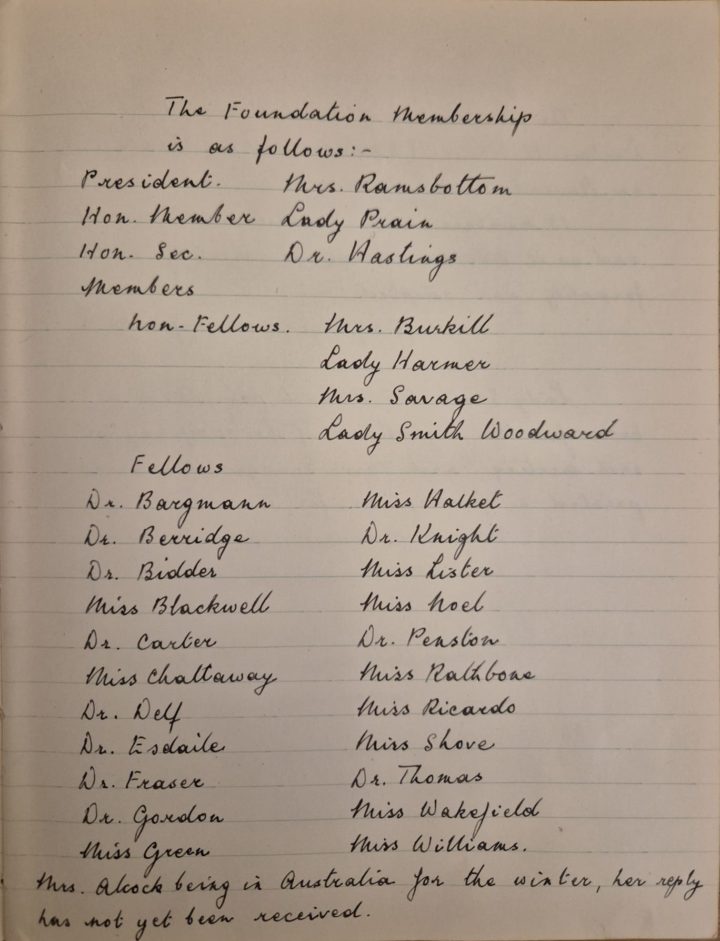 The Foundation Membership
is as follows:-
President. Mrs. Ramsbottom
Hon. Member Lady Prain
Hon. Sec. Dr. Hastings
Members
Non-Fellows. Mrs. Burkill
Lady Harmer
Mrs. Savage
Lady Smith Woodward
Fellows
Dr. Bargmann Miss Halket
Dr. Berridge Dr. Knight
Dr. Bidder Miss Lister
Miss Blackwell Miss Noel
Dr. Carter Dr. Penston
Miss Chattaway Miss Rathbone
Dr. Delf Miss Ricardo
Dr. Esdaile Miss Shove
Dr. Fraser Dr. Thomas
Dr. Gordon Miss Wakefield
Miss Green Miss Williams.
Mrs. Alcock being in Australia for the winter, her reply
has not yet been received.